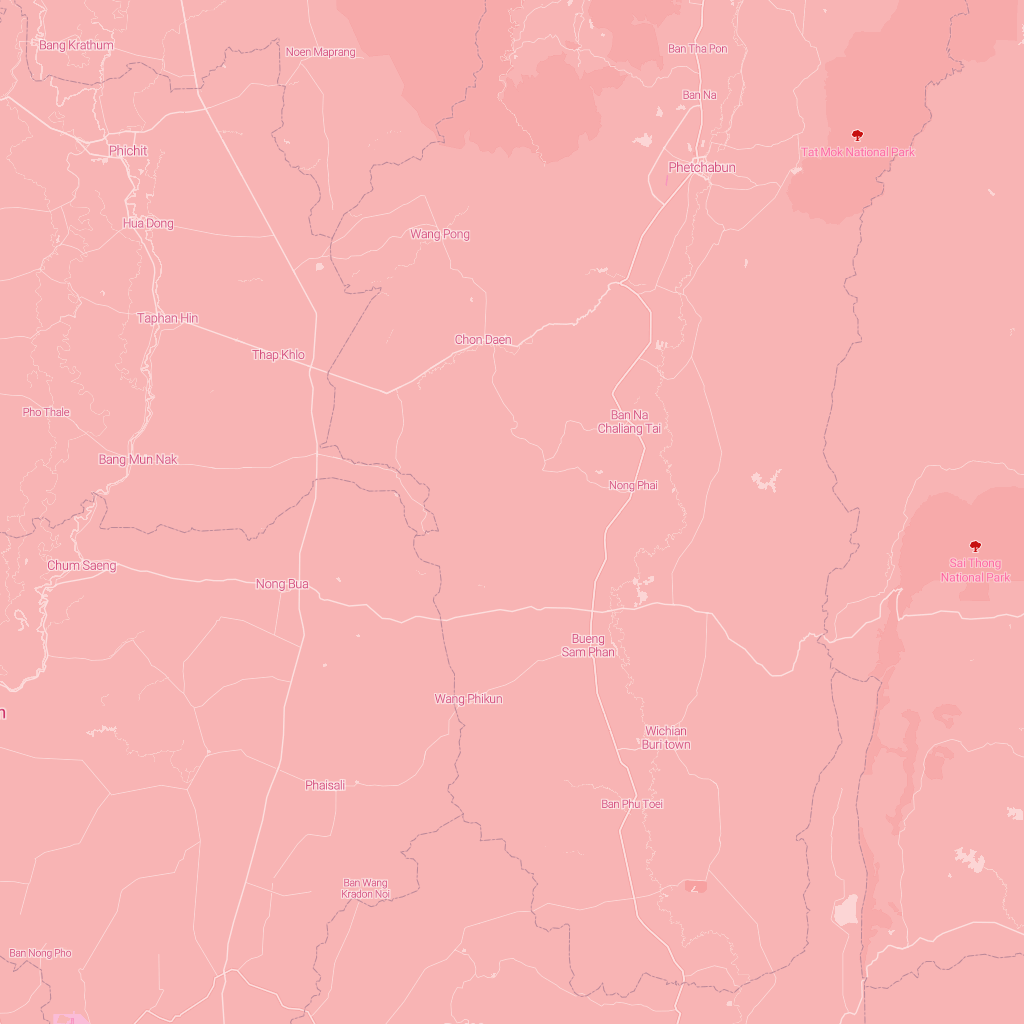 Bang Krathum
Noen Maprang
Ban Tha Pon
Ban Na
Phichit
Tat Mok National Park
Phetchabun
Hua Dong
Wang Pong
Taphan Hin
Chon Daen
Thap Khlo
Pho Thale
Ban Na
Chaliang Tai
Bang Mun Nak
Nong Phai
Chum Saeng
Sai Thong
National Park
Nong Bua
Bueng
Sam Phan
Wang Phikun
n
Wichian
Buri town
Phaisali
Ban Phu Toei
Ban Wang
Kradon Noi
Ban Nong Pho